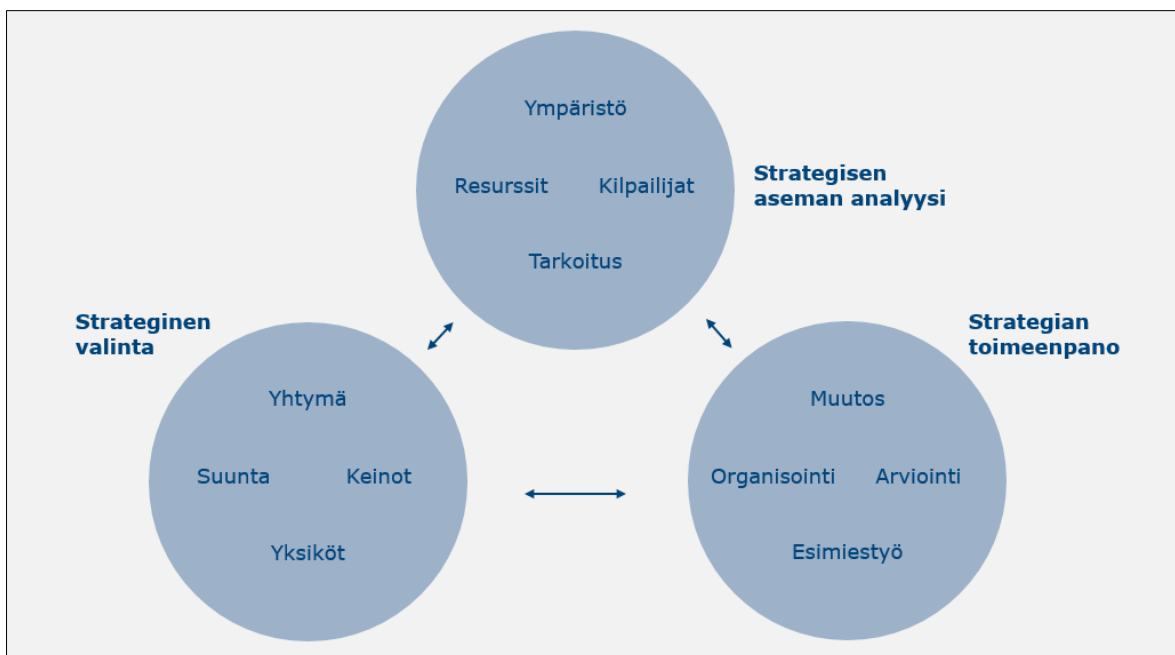 Ympäristö
Resurssit Kilpailijat
Tarkoitus
Strategisen
aseman analyysi
Strateginen
valinta
Yhtymä
Suunta Keinot
Yksiköt
Strategian
toimeenpano
Muutos
Organisointi Arviointi
Esimiestyö